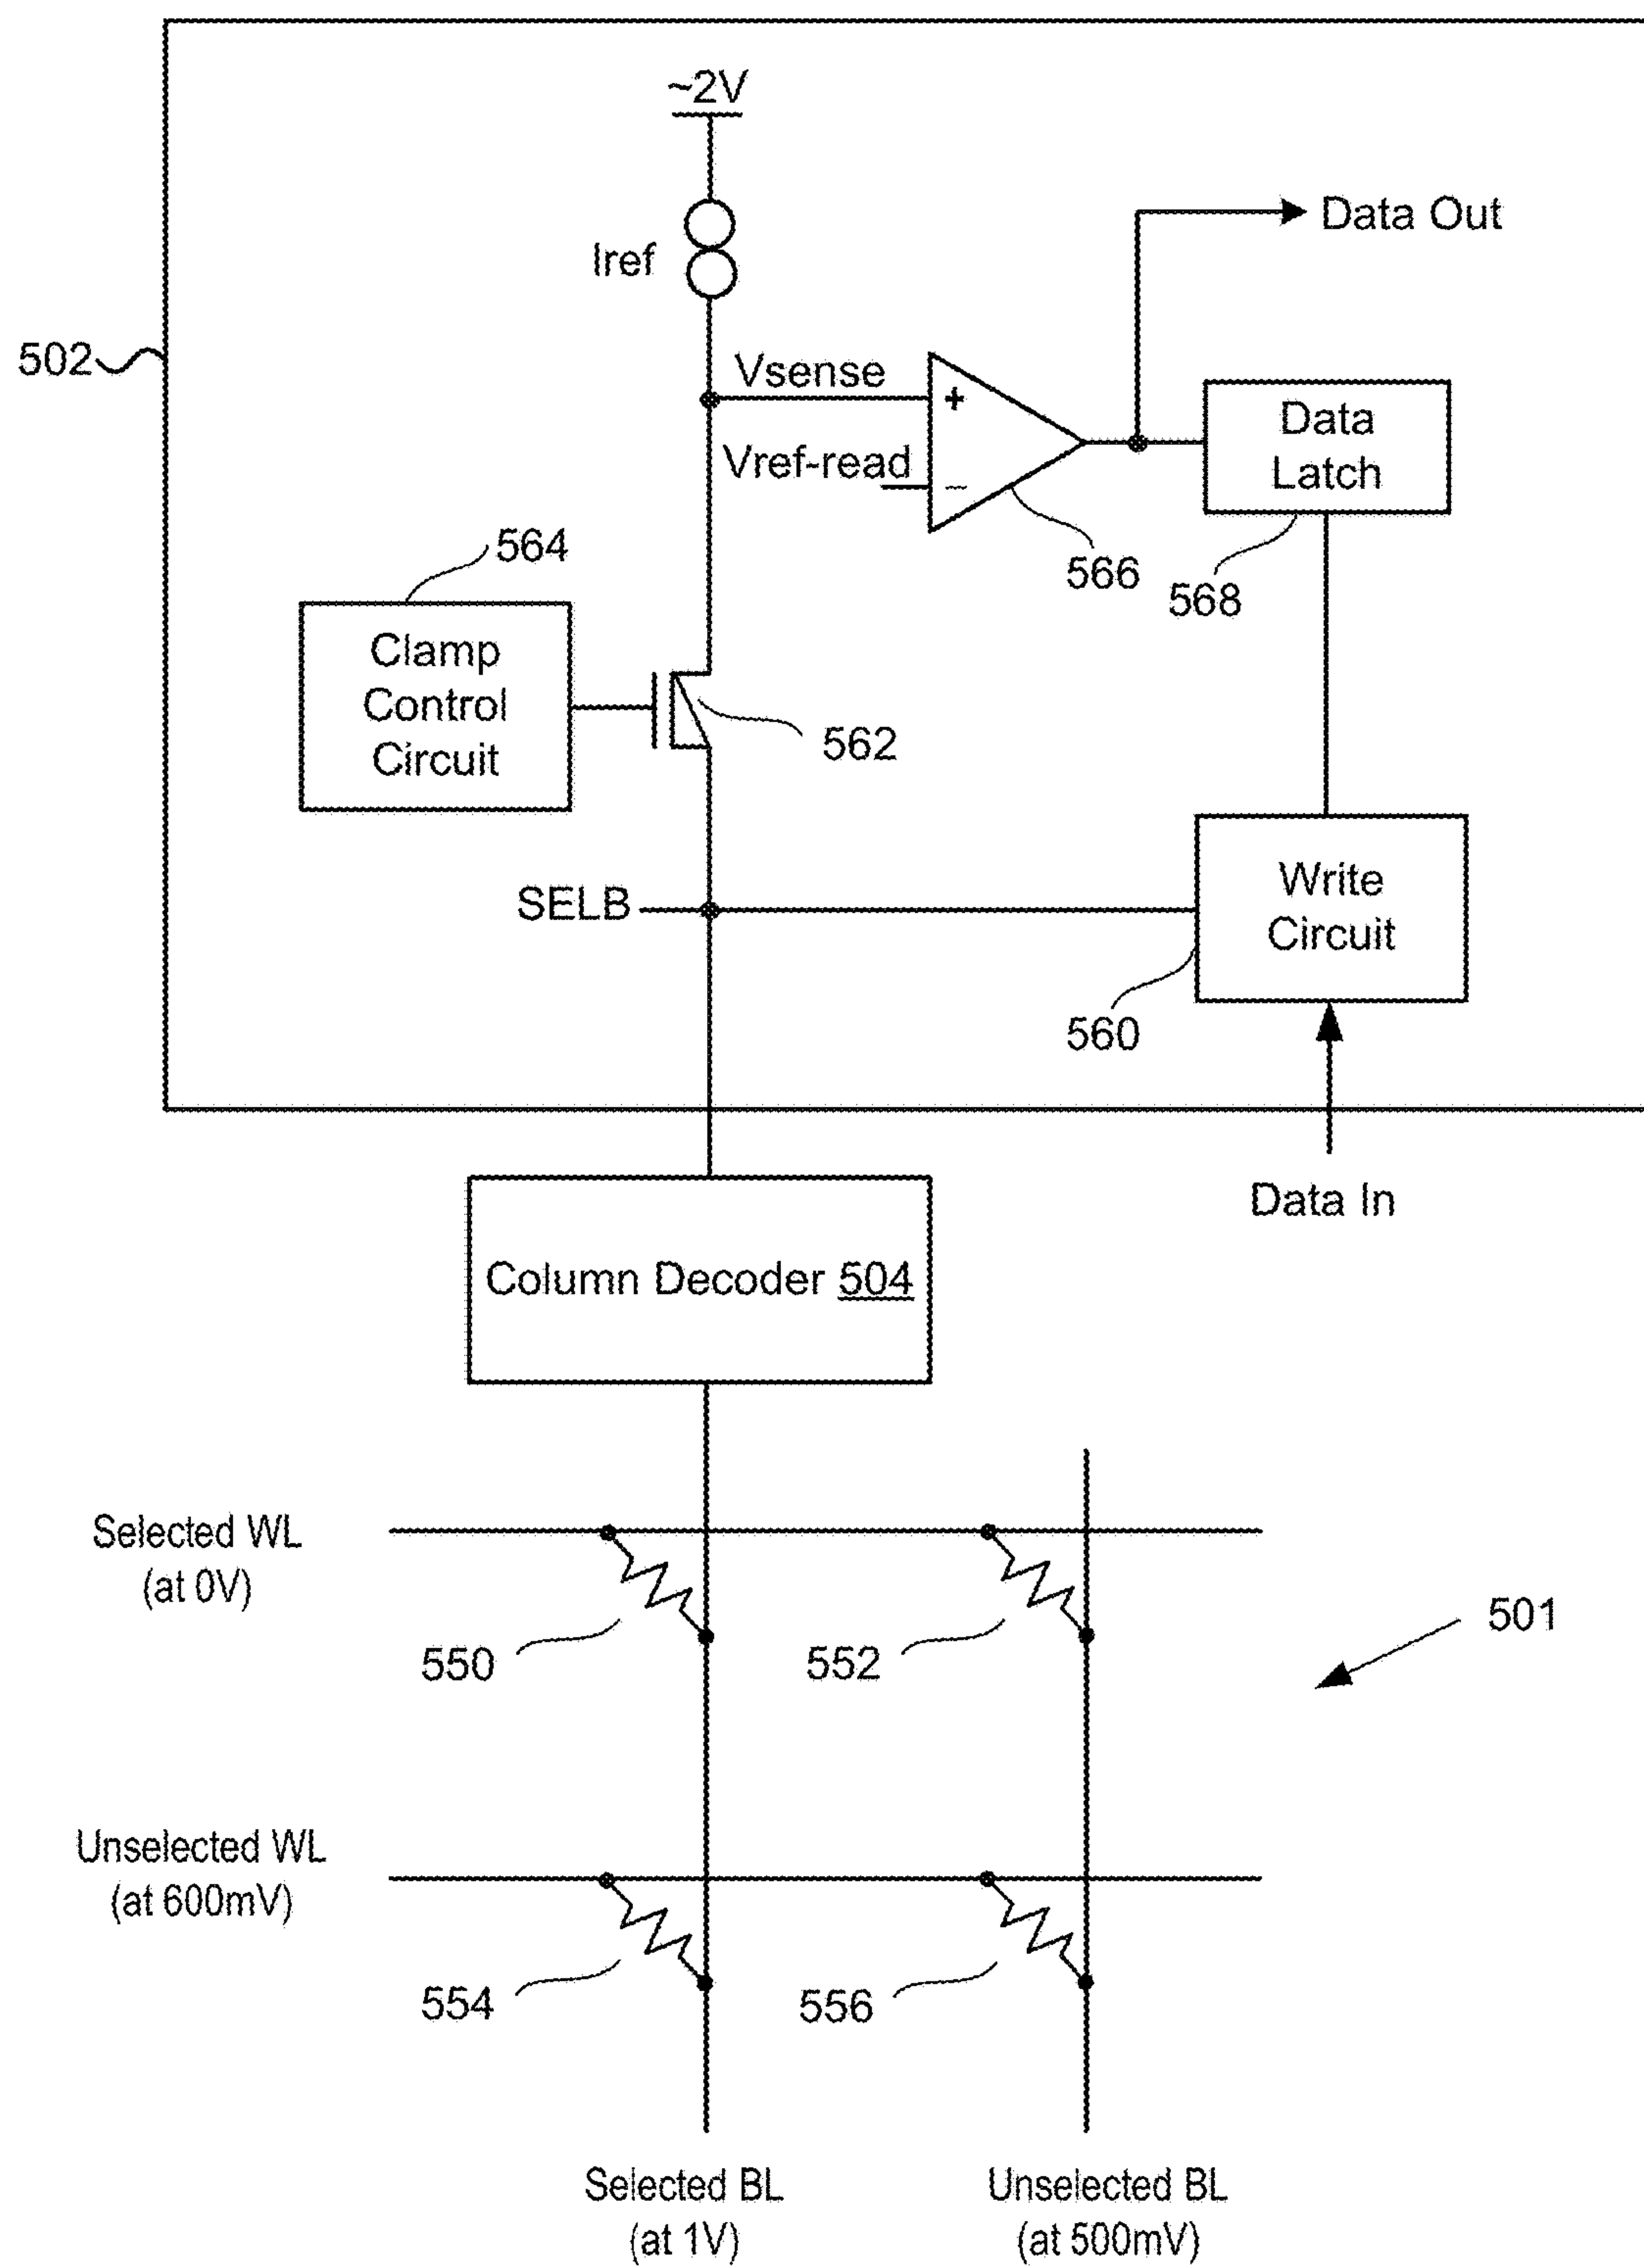 ~2V
Data Out
Iref
502
Vsense
+
Data
Latch
Vref-read
−
564
566
568
Clamp
Control
Circuit
562
Write
Circuit
SELB
560
Data In
Column Decoder 504
Selected WL
(at 0V)
501
550
552
Unselected WL
(at 600mV)
554
556
Selected BL
(at 1V)
Unselected BL
(at 500mV)